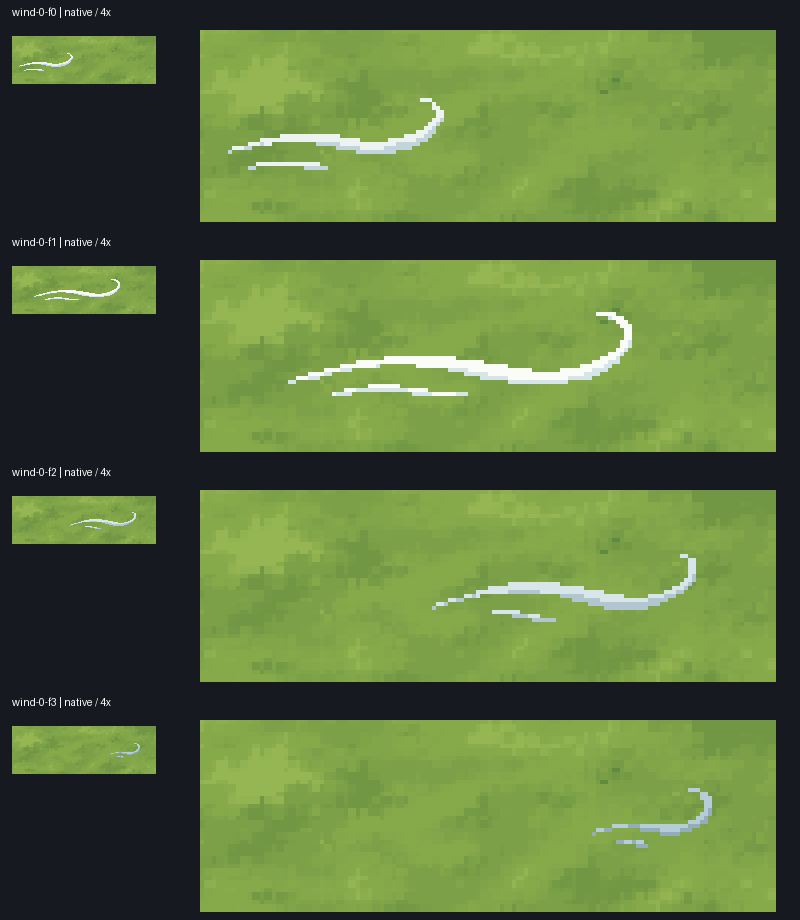 wind-0-f0 | native / 4x
wind-0-f1 | native / 4x
wind-0-f2 | native / 4x
wind-0-f3 | native / 4x